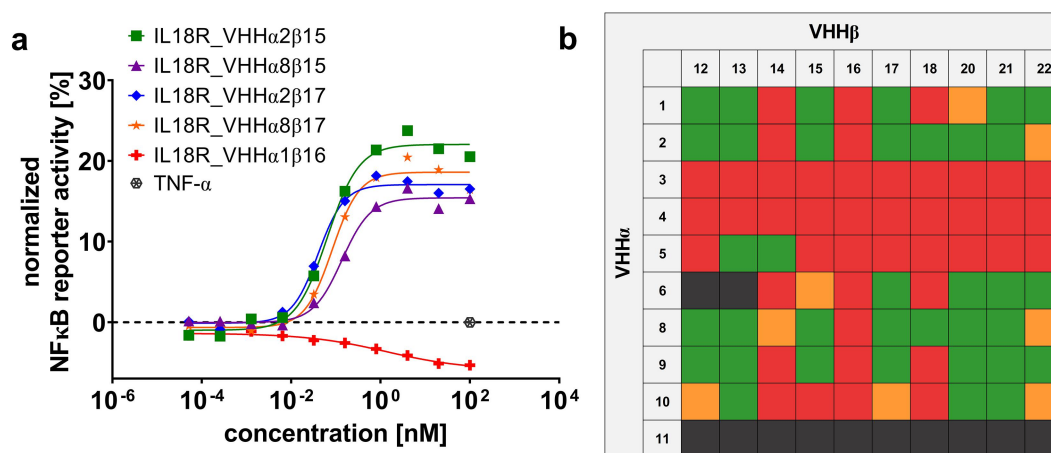 a
IL18R_VHHα2β15
IL18R_VHHα8β15
IL18R_VHHα2β17
IL18R_VHHα8β17
IL18R_VHHα1β16
TNF-α
normalized
NFκB reporter activity [%]
30
20
10
0
10-6
10-4
10-2
100
102
104
concentration [nM]
b
VHHβ
VHHα
12 13 14 15 16 17 18 20 21 22
1
2
3
4
5
6
8
9
10
11